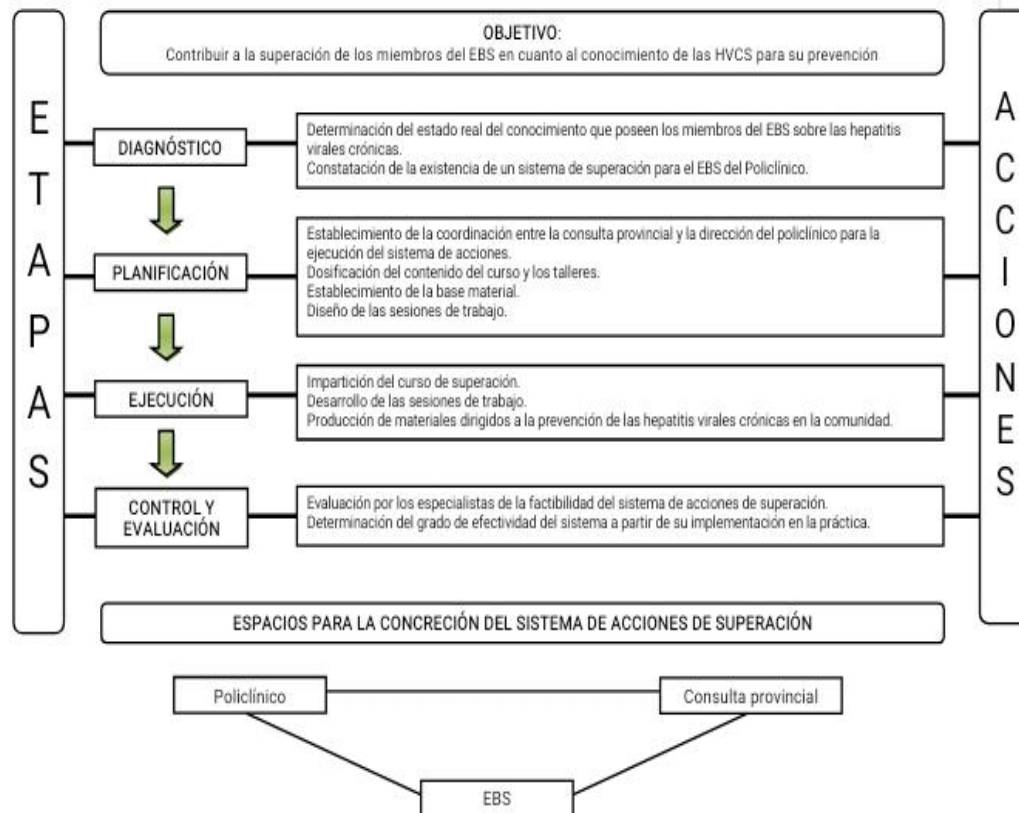 OBJETIVO:
Contribuir a la superación de los miembros del EBS en cuanto al conocimiento de las HVCS para su prevención
ETAPAS
ACCIONES
DIAGNÓSTICO
Determinación del estado real del conocimiento que poseen los miembros del EBS sobre las hepatitis
virales crónicas.
Constatación de la existencia de un sistema de superación para el EBS del Policlínico.
PLANIFICACIÓN
Establecimiento de la coordinación entre la consulta provincial y la dirección del policlínico para la
ejecución del sistema de acciones.
Dosificación del contenido del curso y los talleres.
Establecimiento de la base material.
Diseño de las sesiones de trabajo.
EJECUCIÓN
Impartición del curso de superación.
Desarrollo de las sesiones de trabajo.
Producción de materiales dirigidos a la prevención de las hepatitis virales crónicas en la comunidad.
CONTROL Y
EVALUACIÓN
Evaluación por los especialistas de la factibilidad del sistema de acciones de superación.
Determinación del grado de efectividad del sistema a partir de su implementación en la práctica.
ESPACIOS PARA LA CONCRECIÓN DEL SISTEMA DE ACCIONES DE SUPERACIÓN
Policlínico
Consulta provincial
EBS